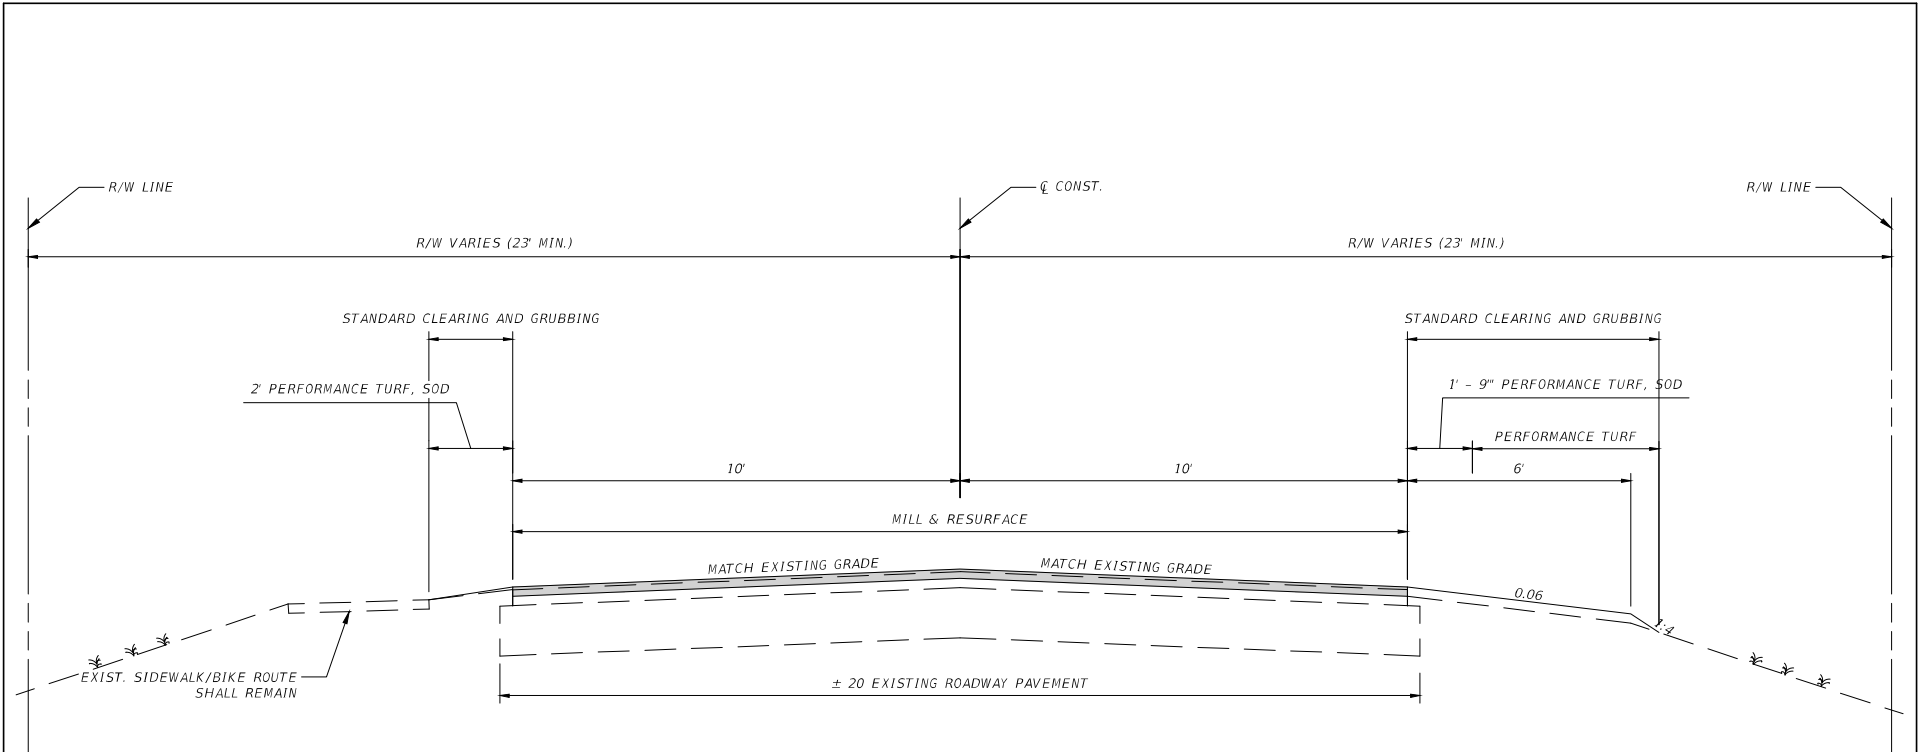 R/W LINE
℄ CONST.
R/W LINE
R/W VARIES (23' MIN.)
R/W VARIES (23' MIN.)
STANDARD CLEARING AND GRUBBING
STANDARD CLEARING AND GRUBBING
2' PERFORMANCE TURF, SOD
1' - 9" PERFORMANCE TURF, SOD
PERFORMANCE TURF
10'
10'
6'
MILL & RESURFACE
MATCH EXISTING GRADE
MATCH EXISTING GRADE
0.06
1:4
EXIST. SIDEWALK/BIKE ROUTE
SHALL REMAIN
± 20 EXISTING ROADWAY PAVEMENT